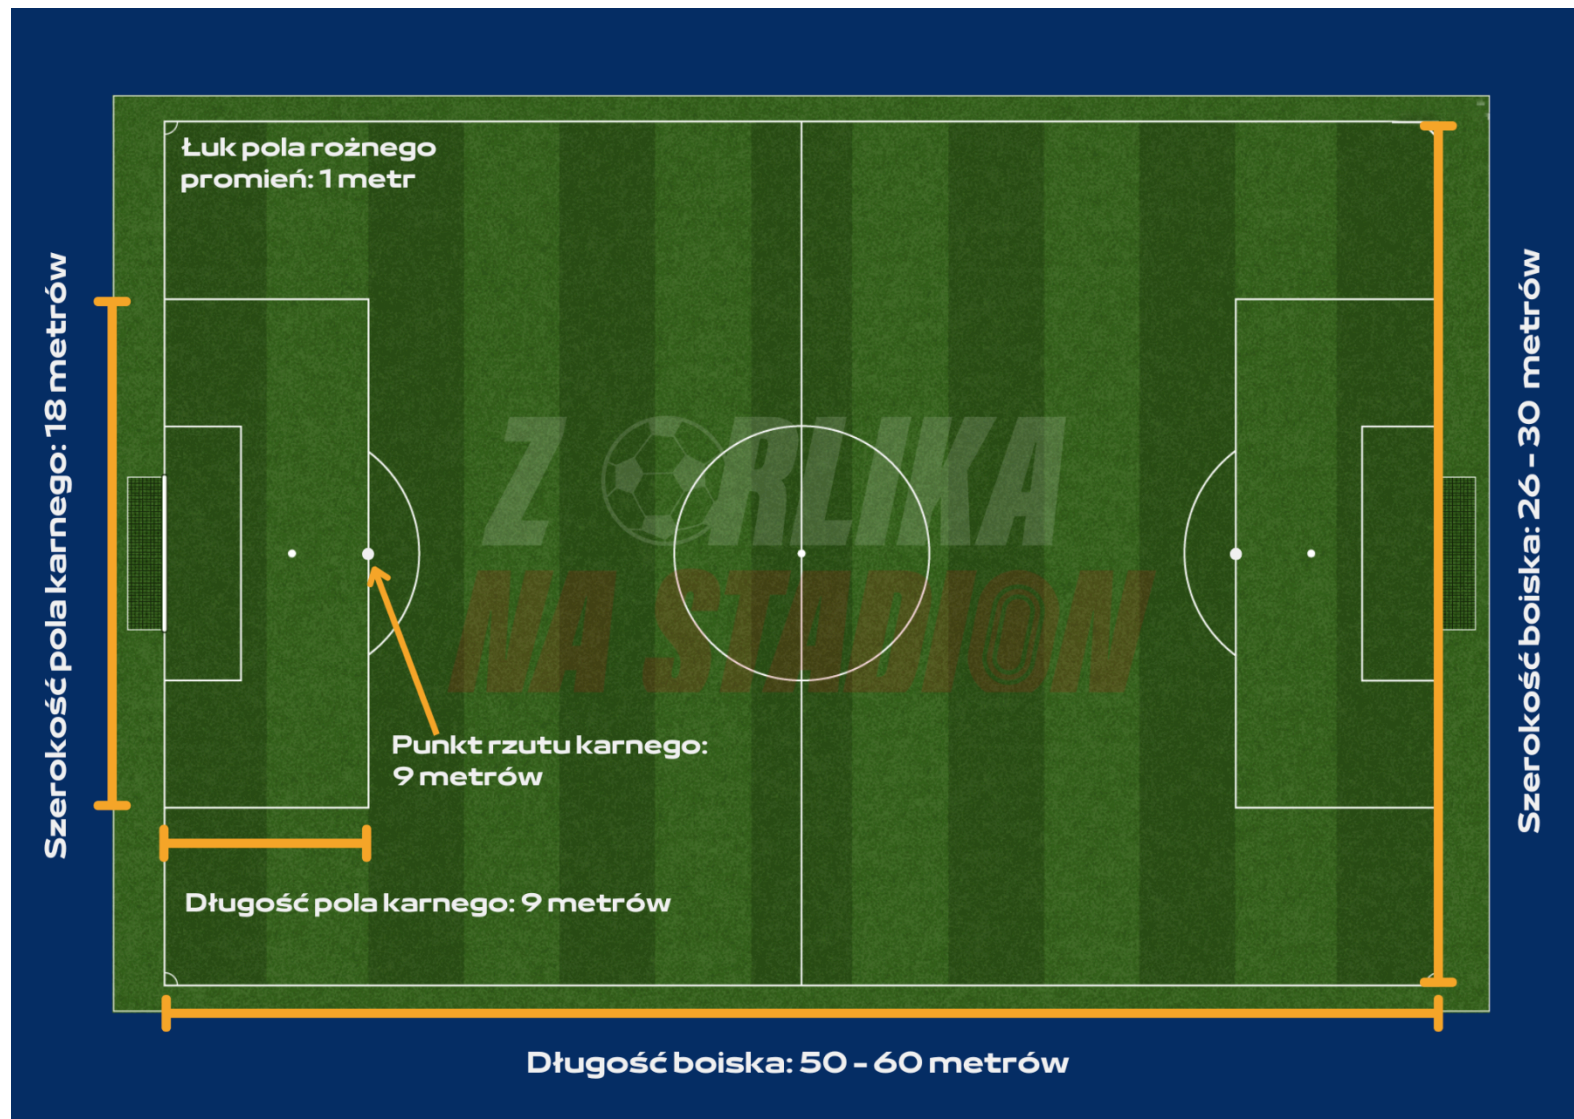 Łuk pola rożnego
promień: 1 metr
Szerokość pola karnego: 18 metrów
Szerokość boiska: 26 - 30 metrów
Z ORLIKA
NA STADION
Punkt rzutu karnego:
9 metrów
Długość pola karnego: 9 metrów
Długość boiska: 50 - 60 metrów